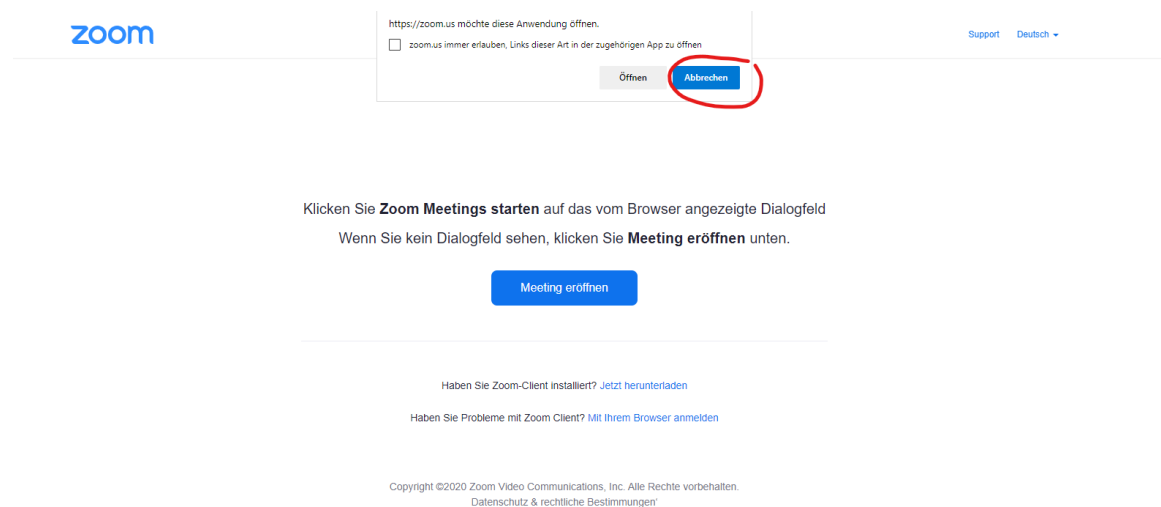 zoom
https://zoom.us möchte diese Anwendung öffnen.
zoom.us immer erlauben, Links dieser Art in der zugehörigen App zu öffnen
Öffnen Abbrechen
Support Deutsch
Klicken Sie Zoom Meetings starten auf das vom Browser angezeigte Dialogfeld
Wenn Sie kein Dialogfeld sehen, klicken Sie Meeting eröffnen unten.
Meeting eröffnen
Haben Sie Zoom-Client installiert? Jetzt herunterladen
Haben Sie Probleme mit Zoom Client? Mit Ihrem Browser anmelden
Copyright ©2020 Zoom Video Communications, Inc. Alle Rechte vorbehalten.
Datenschutz & rechtliche Bestimmungen'